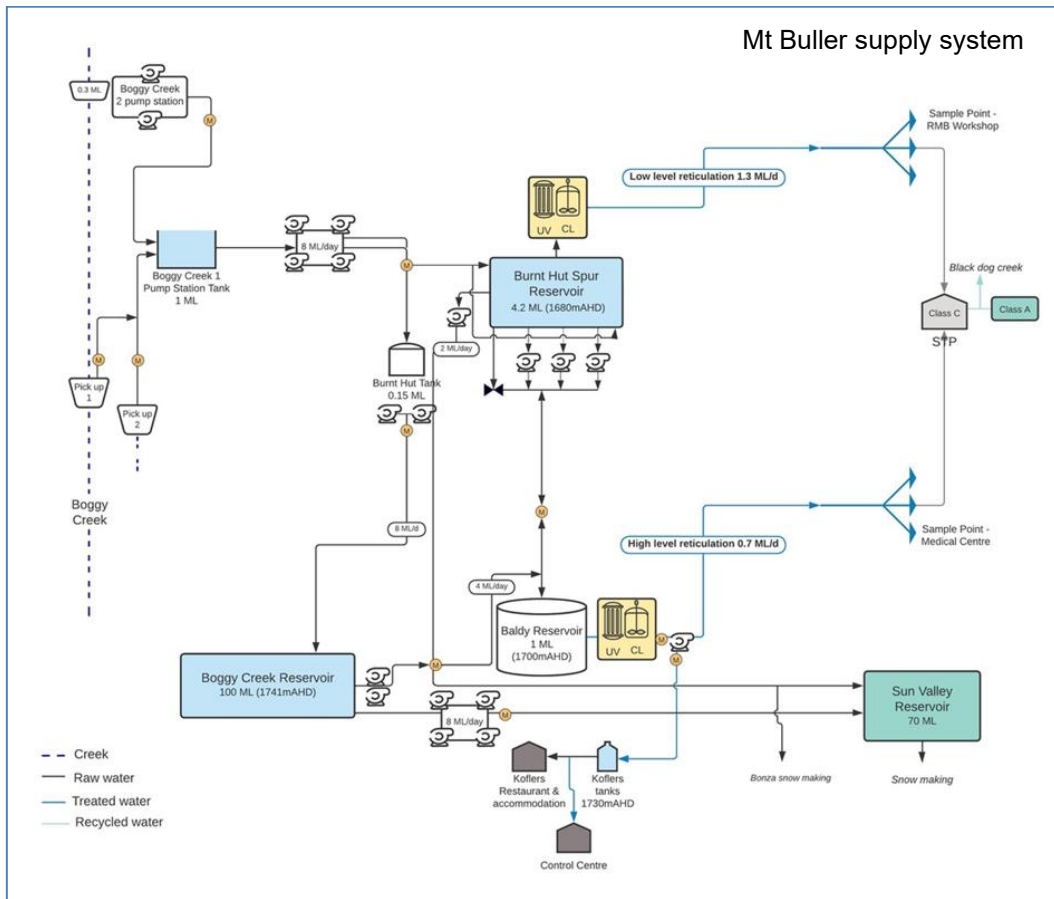 Mt Buller supply system
0.3 ML
Boggy Creek
2 pump station
M
Sample Point -
RMB Workshop
Low level reticulation 1.3 ML/d
UV CL
8 ML/day
Boggy Creek 1
Pump Station Tank
1 ML
M
Burnt Hut Spur
Reservoir
4.2 ML (1680mAHD)
Black dog creek
Class C
Class A
STP
2 ML/day
M
M
Pick up
1
Pick up
2
Burnt Hut Tank
0.15 ML
M
Boggy
Creek
8 ML/d
M
High level reticulation 0.7 ML/d
Sample Point -
Medical Centre
4 ML/day
Baldy Reservoir
1 ML
(1700mAHD)
UV CL
M
M
M
Boggy Creek Reservoir
100 ML (1741mAHD)
8 ML/day
M
Sun Valley
Reservoir
70 ML
Creek
Raw water
Treated water
Recycled water
Koflers
Restaurant &
accommodation
Koflers
tanks
1730mAHD
Bonza snow making
Snow making
Control Centre